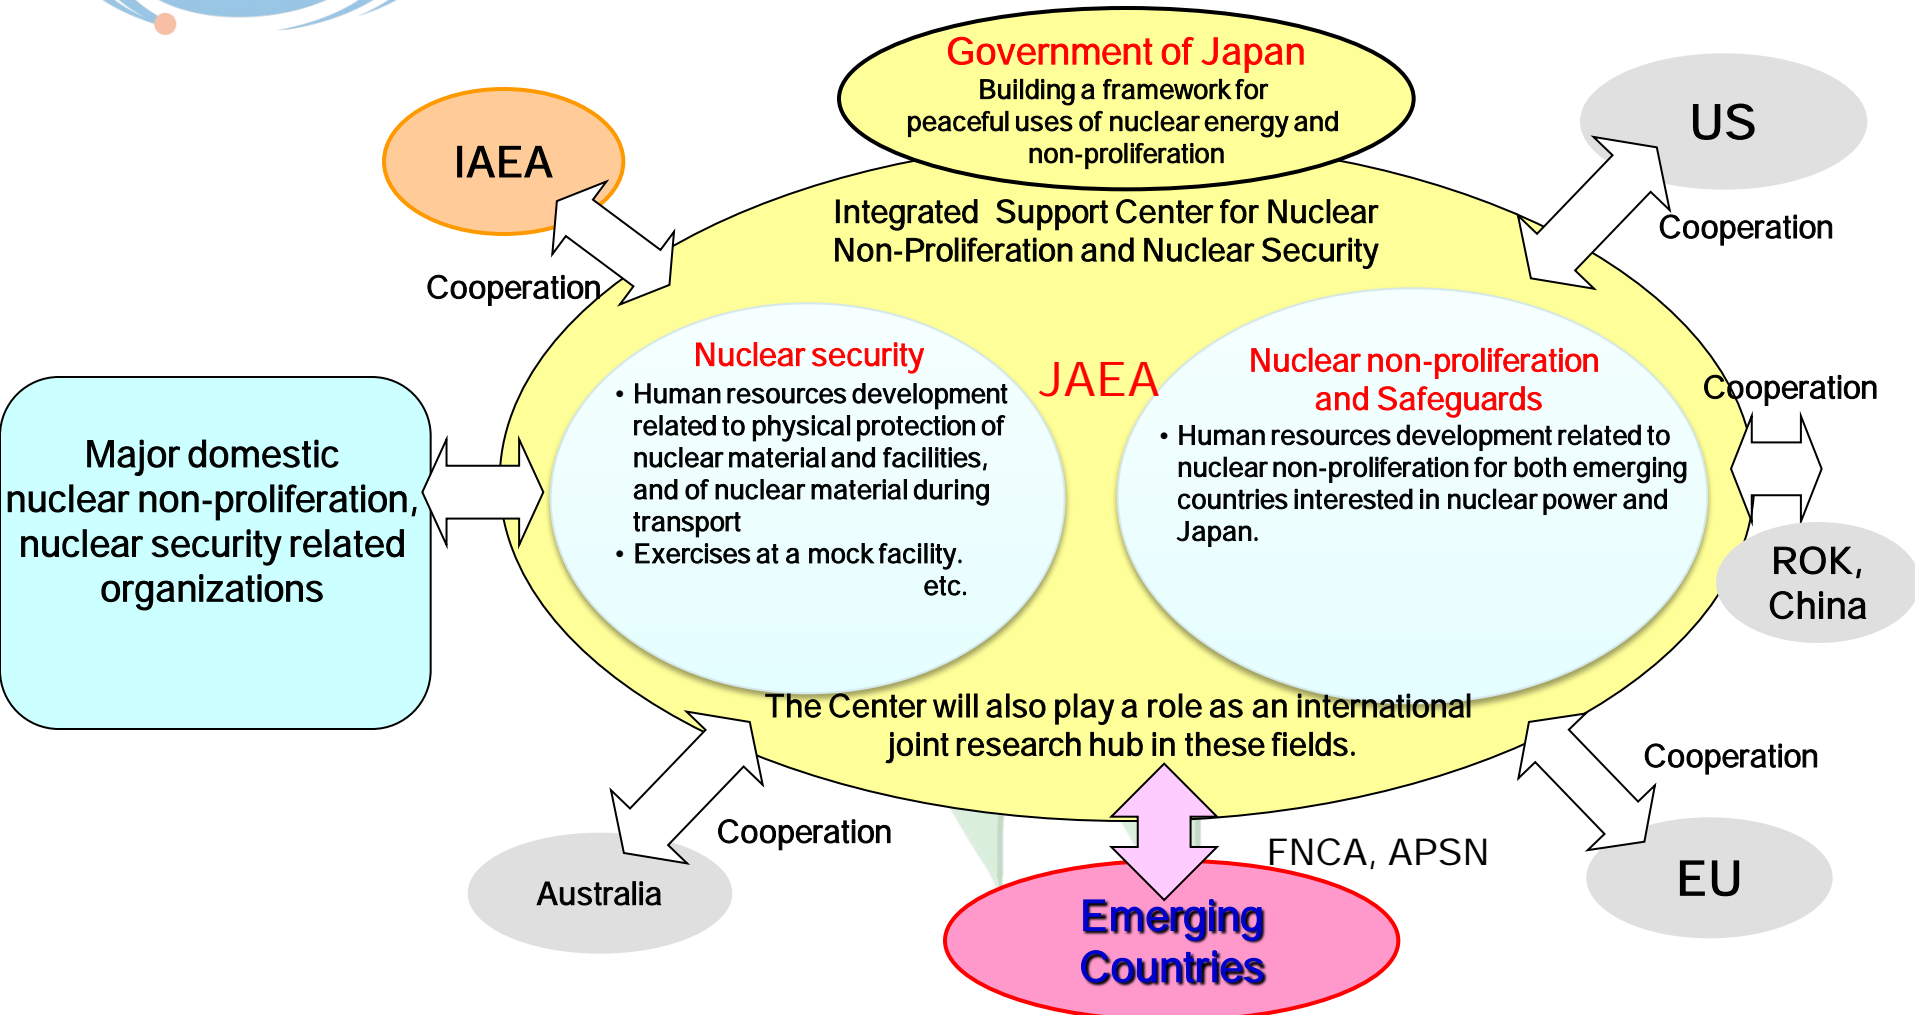 Government of Japan
Building a framework for
peaceful uses of nuclear energy and
non-proliferation
IAEA
US
Integrated Support Center for Nuclear
Non-Proliferation and Nuclear Security
Cooperation
Cooperation
Nuclear security
• Human resources development
related to physical protection of
nuclear material and facilities,
and of nuclear material during
transport
• Exercises at a mock facility.
etc.
JAEA
Nuclear non-proliferation
and Safeguards
• Human resources development related to
nuclear non-proliferation for both emerging
countries interested in nuclear power and
Japan.
Cooperation
Major domestic
nuclear non-proliferation,
nuclear security related
organizations
ROK,
China
The Center will also play a role as an international
joint research hub in these fields.
Cooperation
Cooperation
FNCA, APSN
Australia
EU
Emerging
Countries